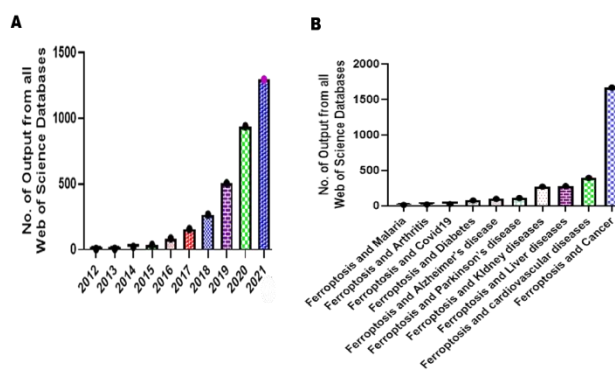 A
No. of Output from all
Web of Science Databases
1500
1000
500
0
2012
2013
2014
2015
2016
2017
2018
2019
2020
2021
B
No. of Output from all
Web of Science Databases
2000
1500
1000
500
0
Ferroptosis and Malaria
Ferroptosis and Arthritis
Ferroptosis and Covid19
Ferroptosis and Diabetes
Ferroptosis and Alzheimer's disease
Ferroptosis and Parkinson's disease
Ferroptosis and Kidney diseases
Ferroptosis and Liver diseases
Ferroptosis and cardiovascular diseases
Ferroptosis and Cancer